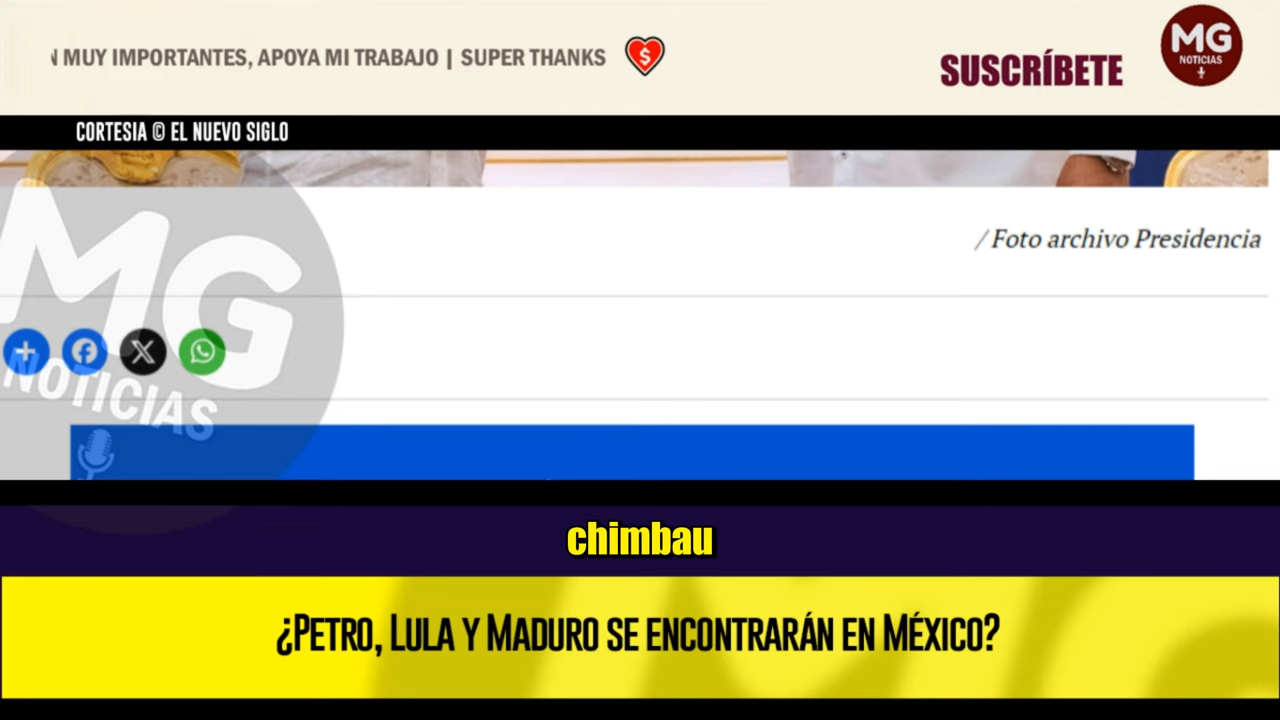 N MUY IMPORTANTES, APOYA MI TRABAJO | SUPER THANKS
SUSCRÍBETE
MG
NOTICIAS
CORTESIA © EL NUEVO SIGLO
/ Foto archivo Presidencia
MG
NOTICIAS
chimbau
¿PETRO, LULA Y MADURO SE ENCONTRARÁN EN MÉXICO?